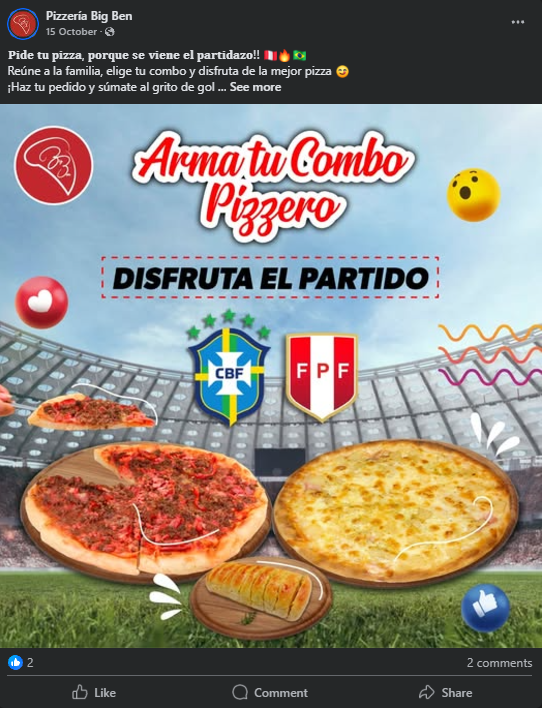 Pizzería Big Ben
15 October ·
Pide tu pizza, porque se viene el partidazo!! 🇵🇪🔥🇧🇷
Reúne a la familia, elige tu combo y disfruta de la mejor pizza 😋
¡Haz tu pedido y súmate al grito de gol ... See more
BB
Arma tu Combo
Pizzero
DISFRUTA EL PARTIDO
CBF
FPF
2
2 comments
Like
Comment
Share